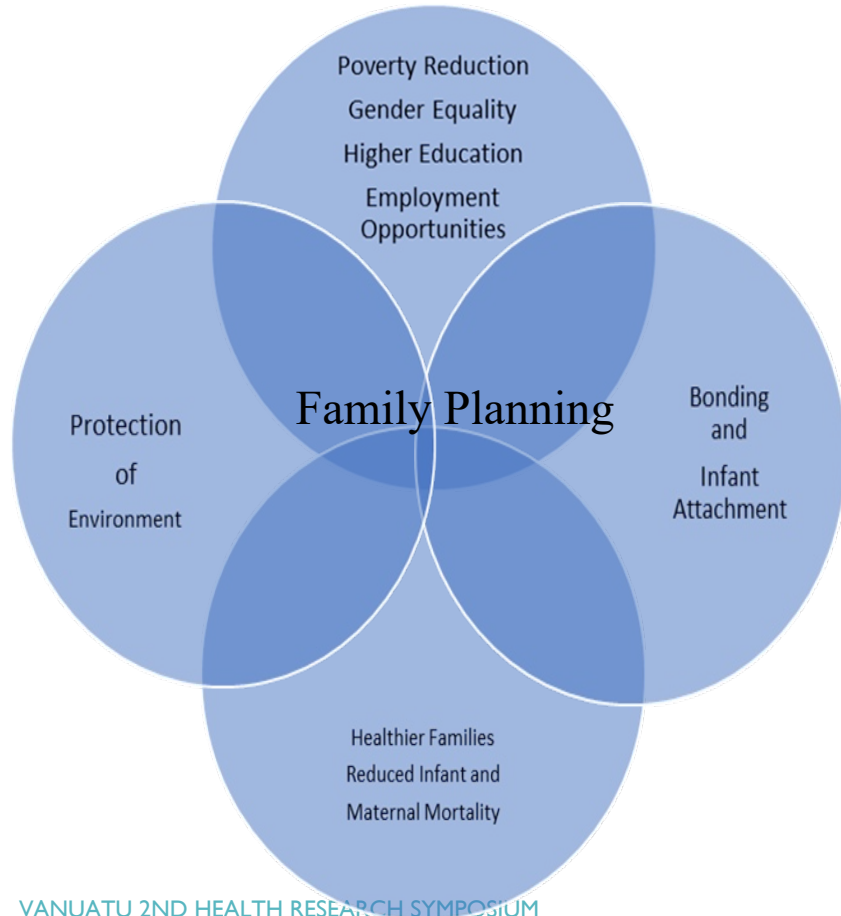 Poverty Reduction
Gender Equality
Higher Education
Employment
Opportunities
Family Planning
Protection
of
Environment
Bonding
and
Infant
Attachment
Healthier Families
Reduced Infant and
Maternal Mortality
VANUATU 2ND HEALTH RESEARCH SYMPOSIUM